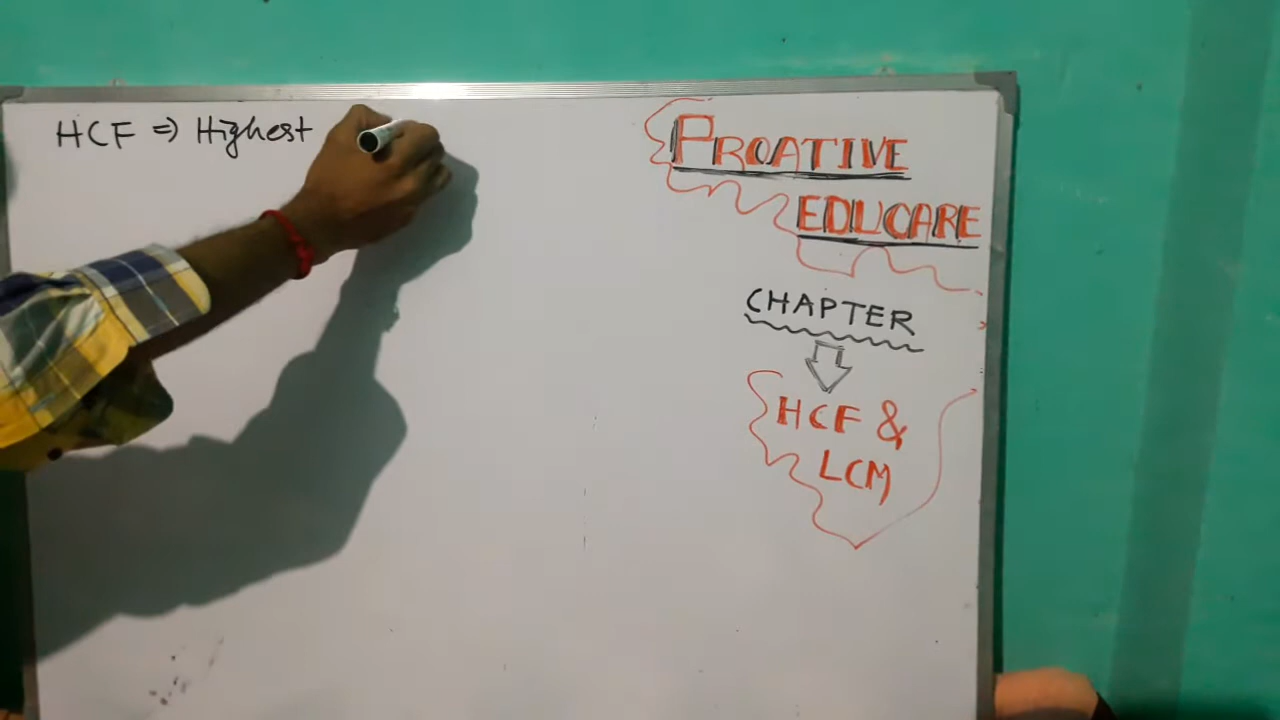 HCF ⇒ Highest
PROATIVE
EDUCARE
CHAPTER
HCF &
LCM